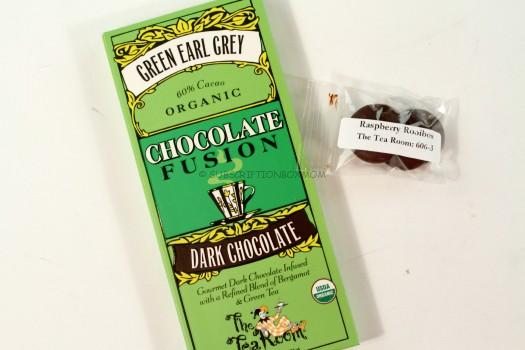 GREEN EARL GREY
60% Cacao
ORGANIC
CHOCOLATE
FUSION
DARK CHOCOLATE
Gourmet Dark Chocolate Infused
with a Refined Blend of Bergamot
& Green Tea
USDA
ORGANIC
The
Tea Room
Raspberry Rooibos
The Tea Room: 606-3
© SUBSCRIPTIONBOXMOM